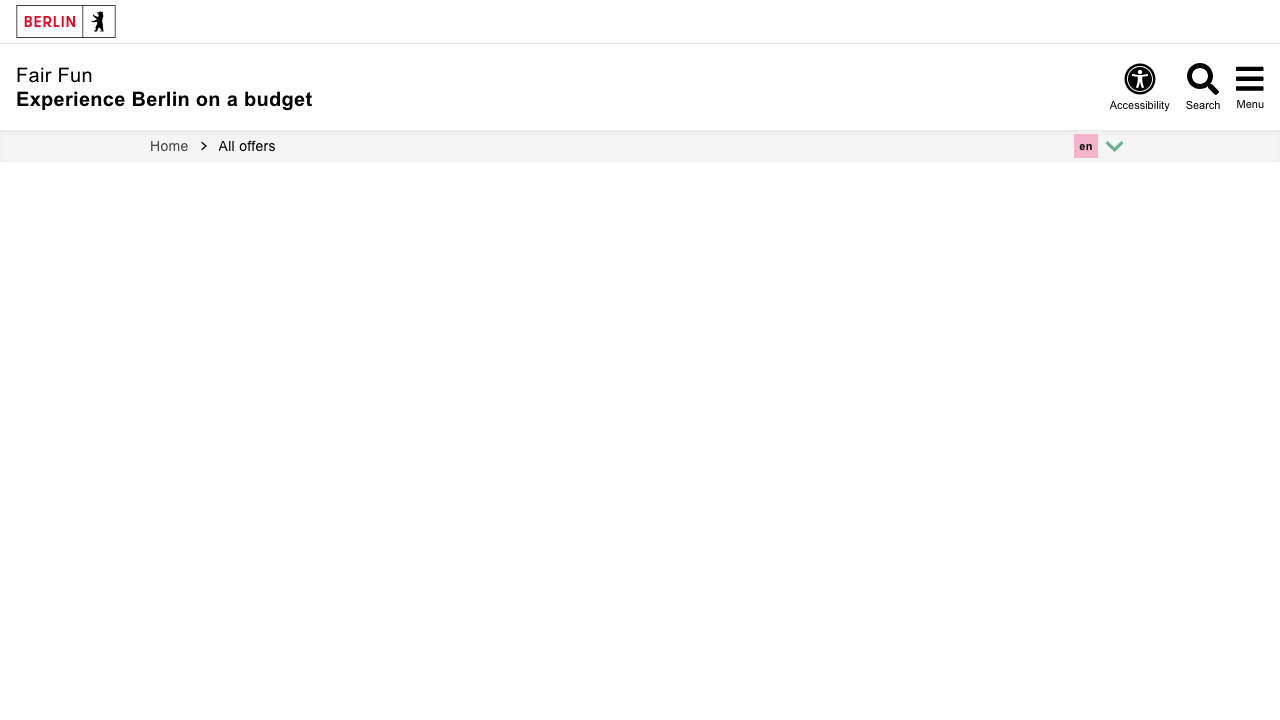 BERLIN
Fair Fun
Experience Berlin on a budget
Accessibility
Search
Menu
Home
All offers
en